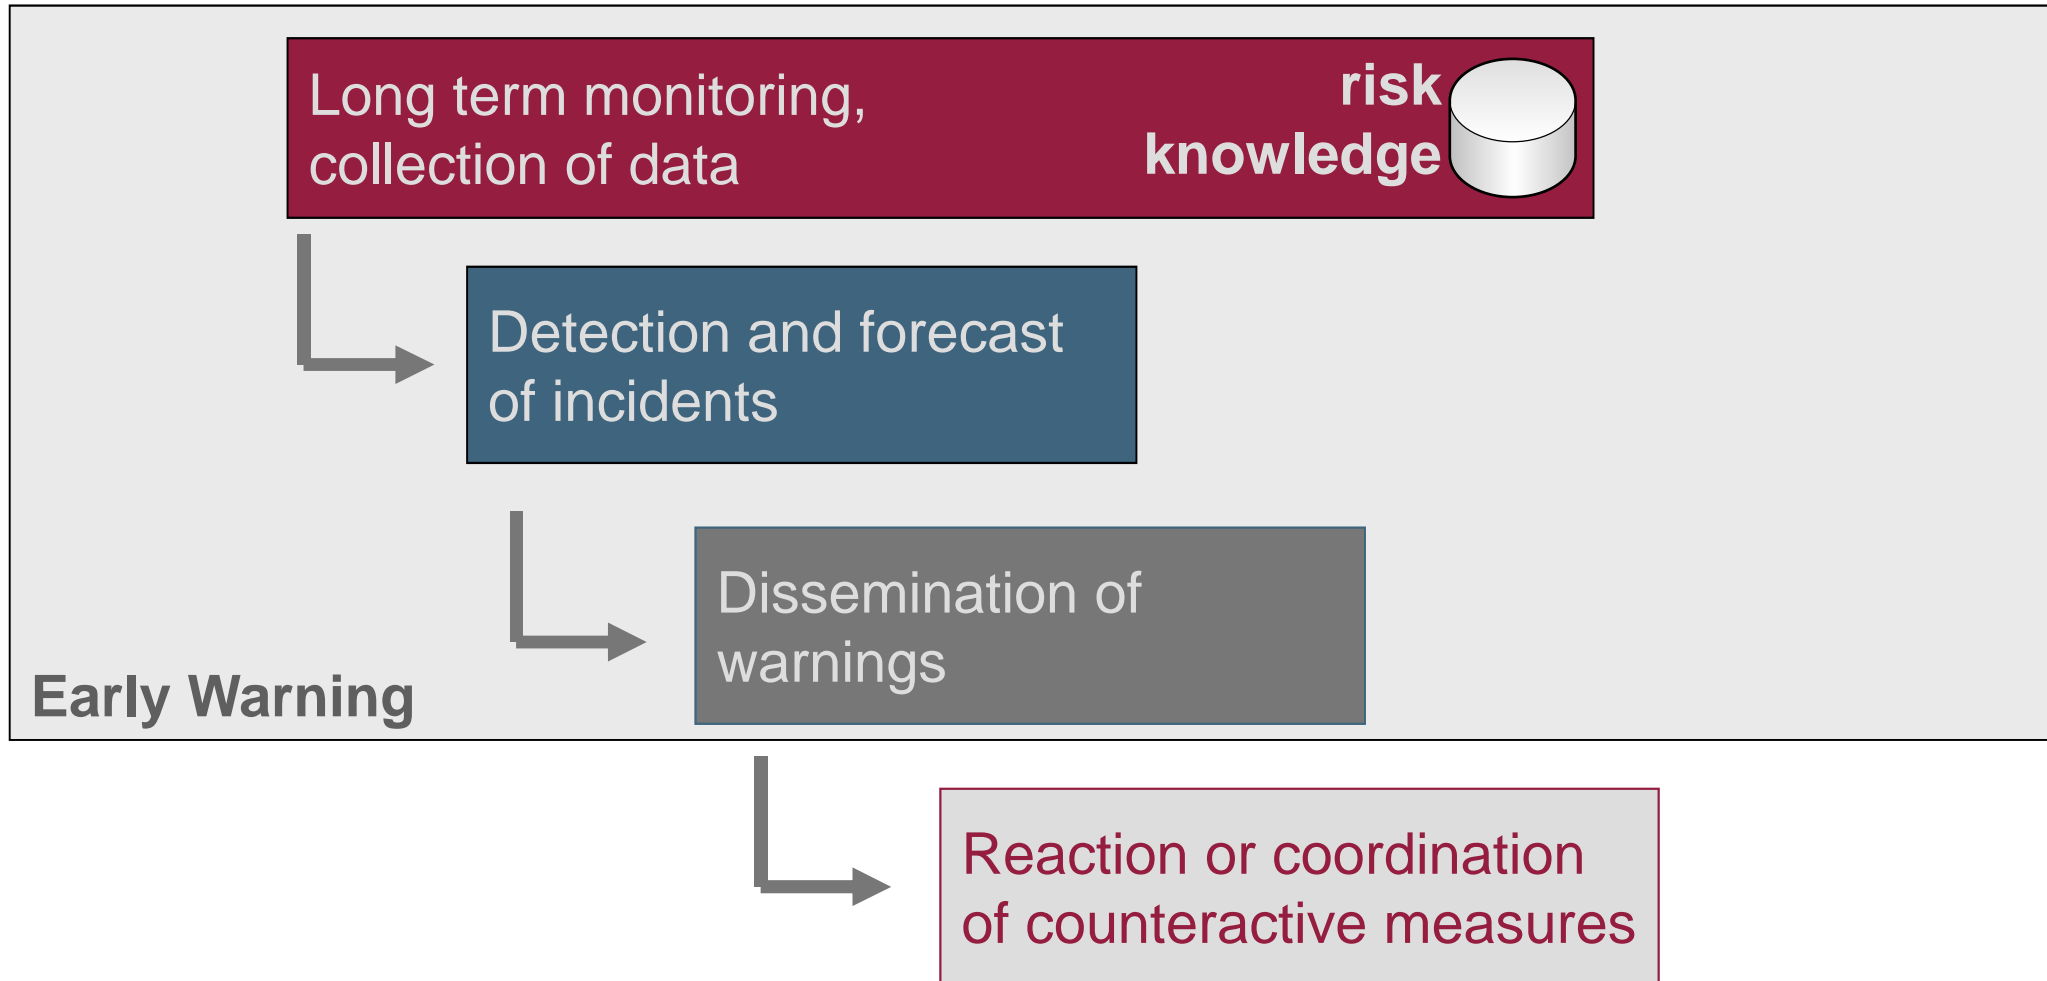 Long term monitoring,
collection of data
risk
knowledge
Detection and forecast
of incidents
Dissemination of
warnings
Early Warning
Reaction or coordination
of counteractive measures